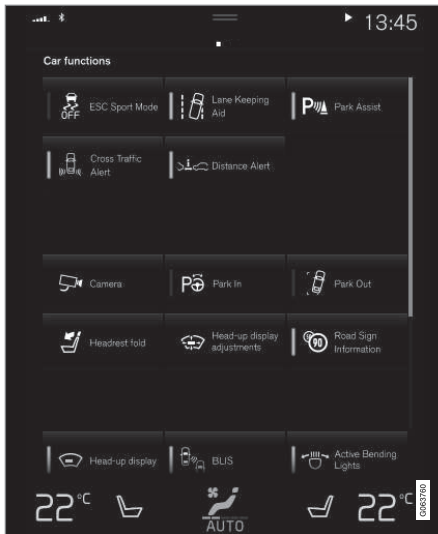 13:45
Car functions
OFF
ESC Sport Mode
Lane Keeping
Aid
P
Park Assist
Cross Traffic
Alert
Distance Alert
Camera
P
Park In
Park Out
Headrest fold
Head-up display
adjustments
90
Road Sign
Information
Head-up display
BLIS
Active Bending
Lights
22°C
AUTO
22°C
G063760